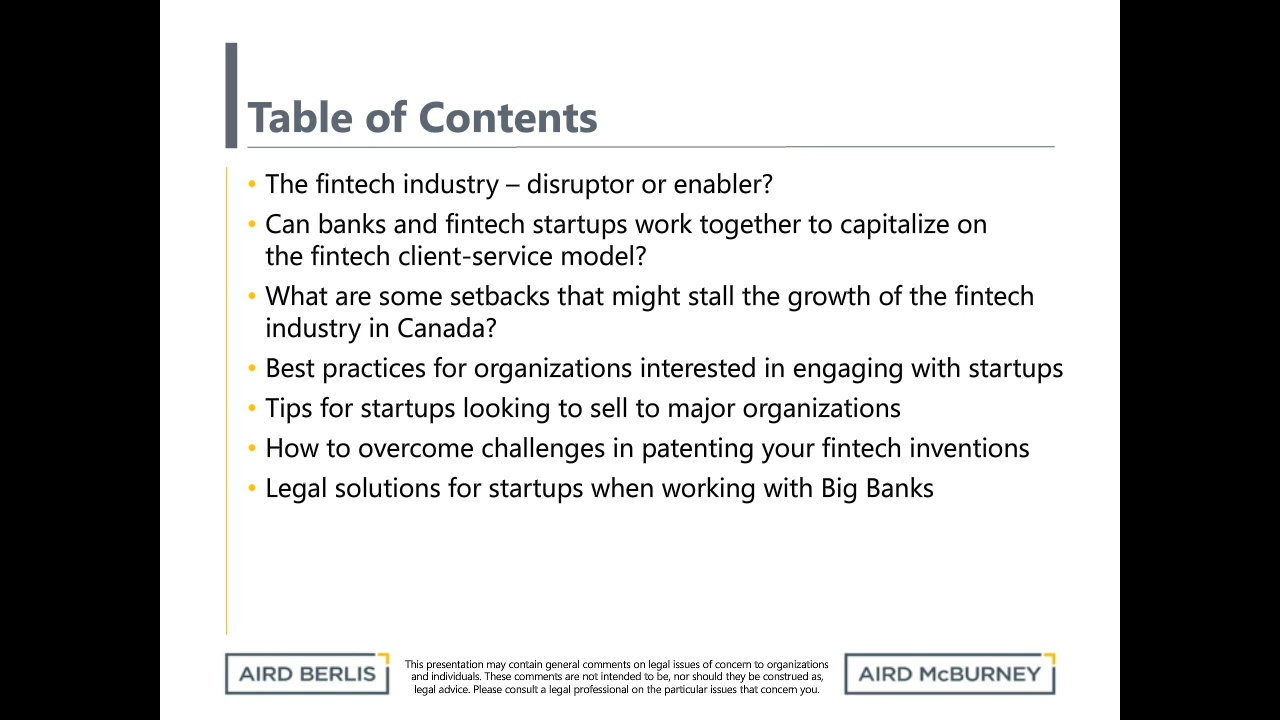 Table of Contents
• The fintech industry – disruptor or enabler?
• Can banks and fintech startups work together to capitalize on
the fintech client-service model?
• What are some setbacks that might stall the growth of the fintech
industry in Canada?
• Best practices for organizations interested in engaging with startups
• Tips for startups looking to sell to major organizations
• How to overcome challenges in patenting your fintech inventions
• Legal solutions for startups when working with Big Banks
AIRD BERLIS
This presentation may contain general comments on legal issues of concern to organizations
and individuals. These comments are not intended to be, nor should they be construed as,
legal advice. Please consult a legal professional on the particular issues that concern you.
AIRD McBURNEY